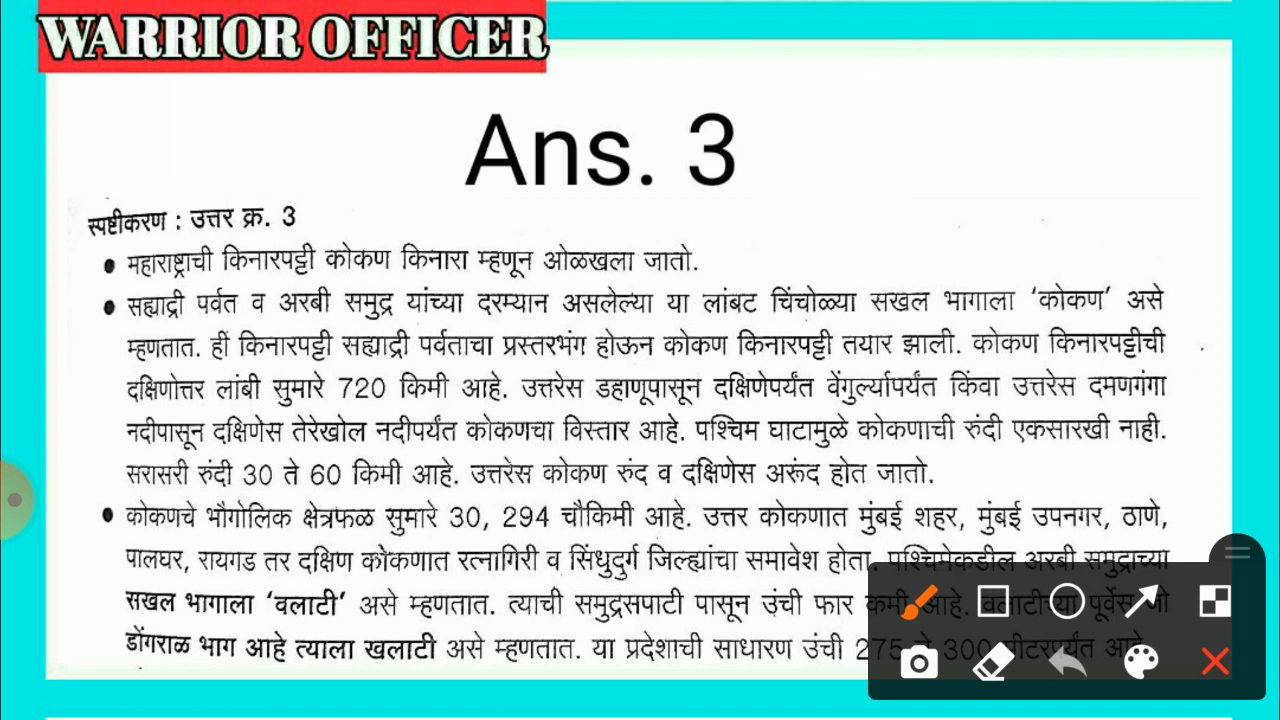 WARRIOR OFFICER
Ans. 3
स्पष्टीकरण : उत्तर क्र. 3
● महाराष्ट्राची किनारपट्टी कोकण किनारा म्हणून ओळखला जातो.
● सह्याद्री पर्वत व अरबी समुद्र यांच्या दरम्यान असलेल्या या लांबट चिंचोळ्या सखल भागाला 'कोकण' असे
म्हणतात. ही किनारपट्टी सह्याद्री पर्वताचा प्रस्तरभंग होऊन कोकण किनारपट्टी तयार झाली. कोकण किनारपट्टीची
दक्षिणोत्तर लांबी सुमारे 720 किमी आहे. उत्तरेस डहाणूपासून दक्षिणेपर्यंत वेंगुर्ल्यापर्यंत किंवा उत्तरेस दमणगंगा
नदीपासून दक्षिणेस तेरेखोल नदीपर्यंत कोकणचा विस्तार आहे. पश्चिम घाटामुळे कोकणाची रुंदी एकसारखी नाही.
सरासरी रुंदी 30 ते 60 किमी आहे. उत्तरेस कोकण रुंद व दक्षिणेस अरूंद होत जातो.
● कोकणचे भौगोलिक क्षेत्रफळ सुमारे 30, 294 चौकिमी आहे. उत्तर कोकणात मुंबई शहर, मुंबई उपनगर, ठाणे,
पालघर, रायगड तर दक्षिण कोकणात रत्नागिरी व सिंधुदुर्ग जिल्ह्यांचा समावेश होता. पश्चिमेकडील अरबी समुद्राच्या
सखल भागाला 'वलाटी' असे म्हणतात. त्याची समुद्रसपाटी पासून उंची फार कमी आहे. वलाटीच्या पूर्वेस जो
डोंगराळ भाग आहे त्याला खलाटी असे म्हणतात. या प्रदेशाची साधारण उंची 275 ते 300 मीटरपर्यंत आहे.